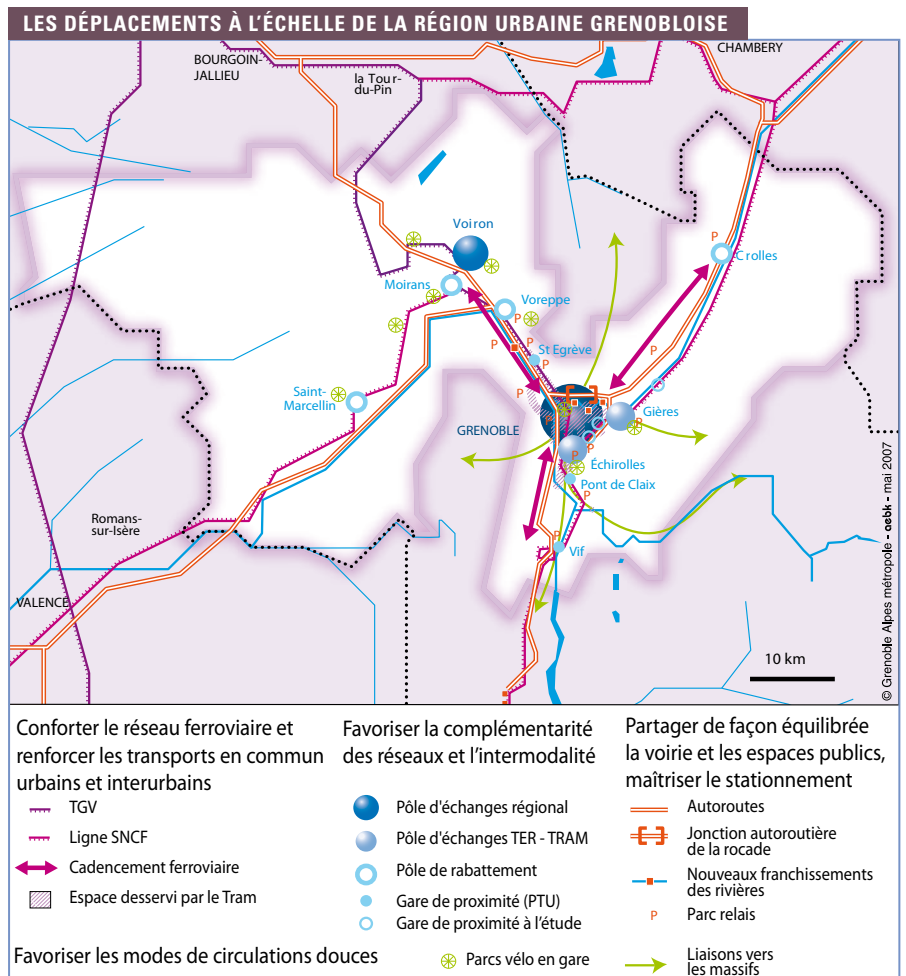 LES DÉPLACEMENTS À L'ÉCHELLE DE LA RÉGION URBAINE GRENOBLOISE
CHAMBERY
BOURGOIN-
JALLIEU
la Tour-
du-Pin
Voiron
Crolles
P
Moirans
Voreppe
P
P
P
St Egrève
P
P
P
Saint-
Marcellin
GRENOBLE
P
Gières
P
P
P
Échirolles
Pont de Claix
P
P
Vif
Romans-
sur-Isère
VALENCE
10 km
© Grenoble Alpes métropole - aebk - mai 2007
Conforter le réseau ferroviaire et
renforcer les transports en commun
urbains et interurbains
TGV
Ligne SNCF
Cadencement ferroviaire
Espace desservi par le Tram
Favoriser les modes de circulations douces
Favoriser la complémentarité
des réseaux et l'intermodalité
Pôle d'échanges régional
Pôle d'échanges TER - TRAM
Pôle de rabattement
Gare de proximité (PTU)
Gare de proximité à l'étude
Parcs vélo en gare
Partager de façon équilibrée
la voirie et les espaces publics,
maîtriser le stationnement
Autoroutes
Jonction autoroutière
de la rocade
Nouveaux franchissements
des rivières
P Parc relais
Liaisons vers
les massifs